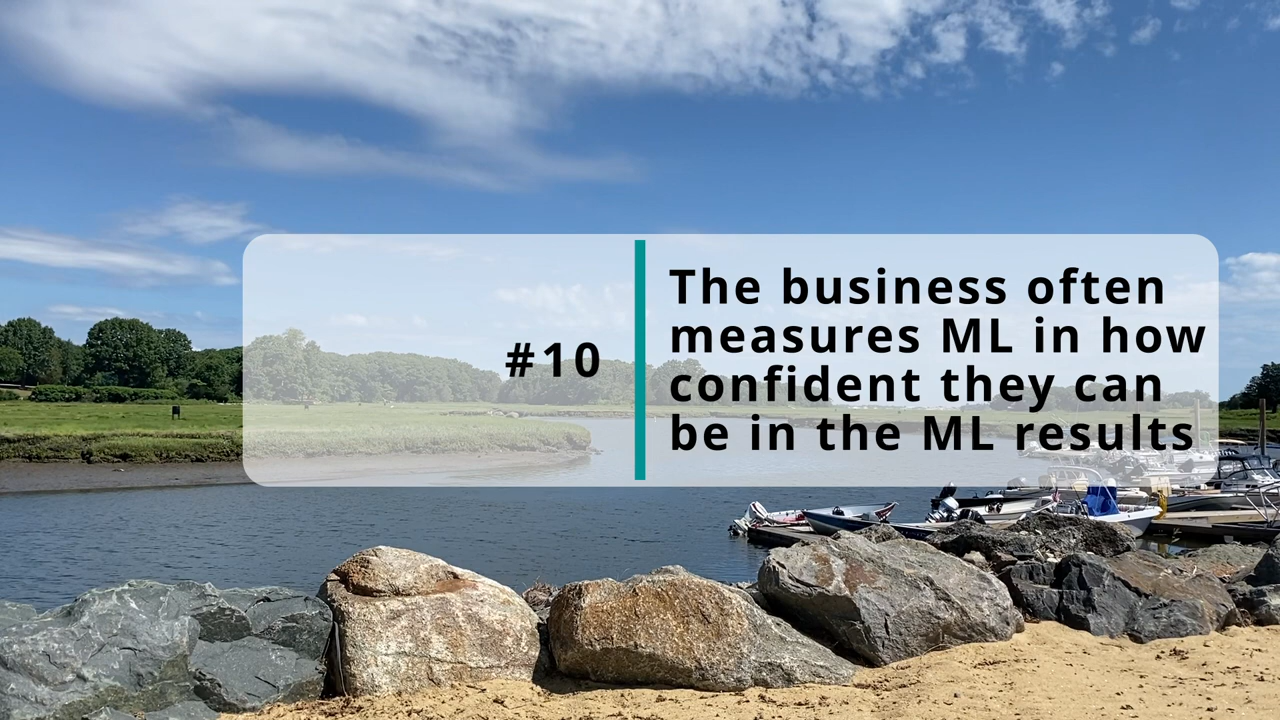 #10
The business often
measures ML in how
confident they can
be in the ML results